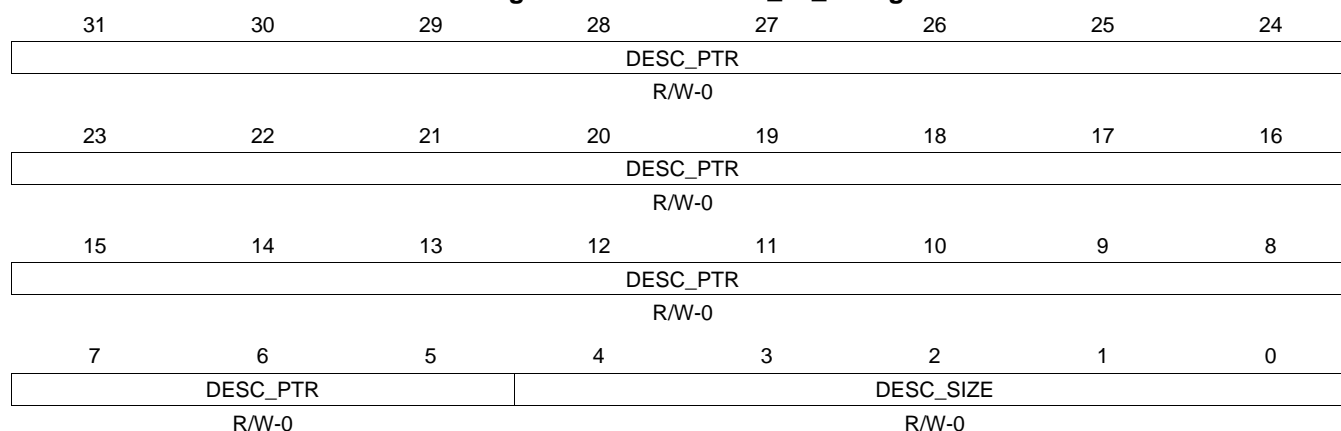 31 30 29 28 27 26 25 24
DESC_PTR
R/W-0
23 22 21 20 19 18 17 16
DESC_PTR
R/W-0
15 14 13 12 11 10 9 8
DESC_PTR
R/W-0
7 6 5 4 3 2 1 0
DESC_PTR DESC_SIZE
R/W-0 R/W-0